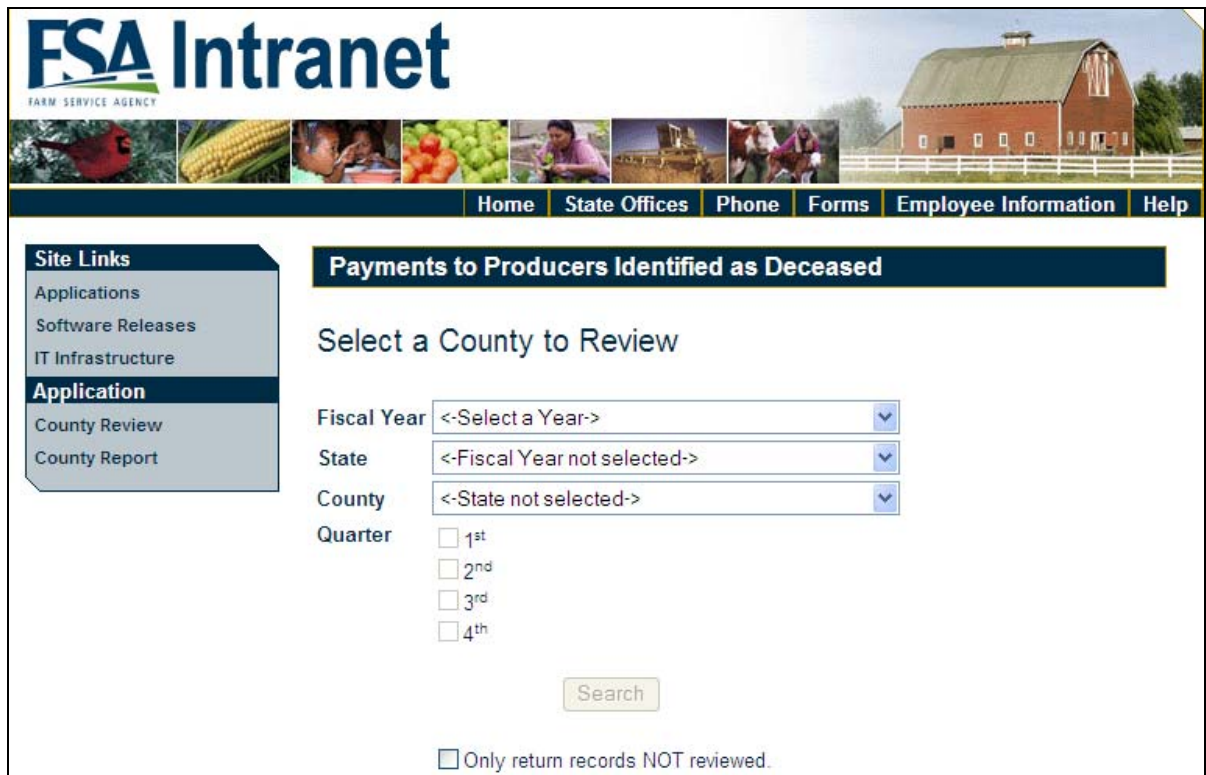 FSA Intranet
FARM SERVICE AGENCY
Home State Offices Phone Forms Employee Information Help
Site Links
Applications
Software Releases
IT Infrastructure
Application
County Review
County Report
Payments to Producers Identified as Deceased
Select a County to Review
Fiscal Year <-Select a Year->
State <-Fiscal Year not selected->
County <-State not selected->
Quarter 1st
2nd
3rd
4th
Search
Only return records NOT reviewed.